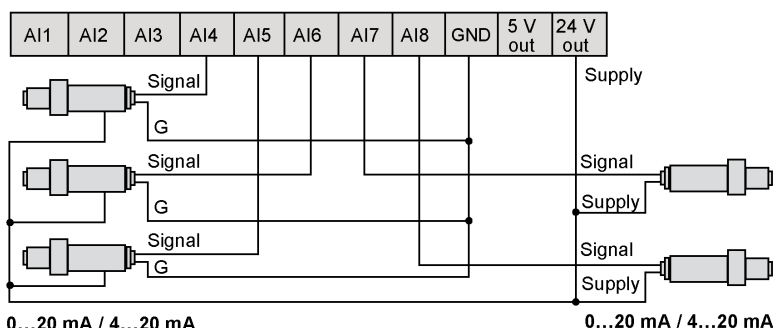 AI1 AI2 AI3 AI4 AI5 AI6 AI7 AI8 GND 5 V out 24 V out
Supply
Signal
G
Signal
G
Signal
G
Signal
Supply
Signal
Supply
0...20 mA / 4...20 mA
0...20 mA / 4...20 mA